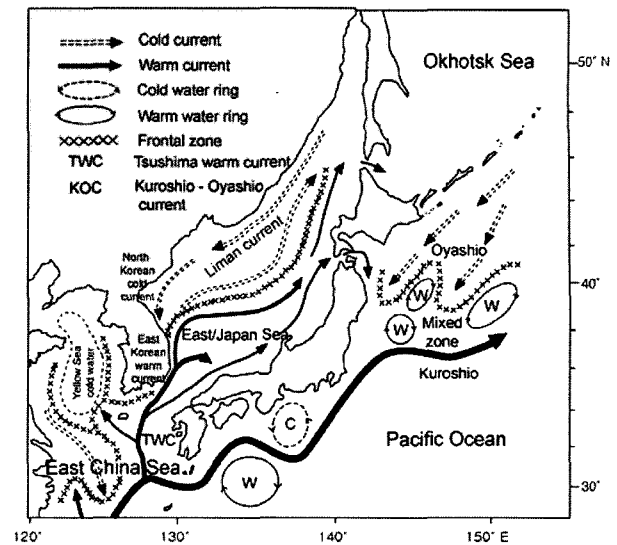 Cold current
Warm current
Cold water ring
Warm water ring
Frontal zone
TWC Tsushima warm current
KOC Kuroshio - Oyashio
current
Okhotsk Sea
50° N
Liman current
North
Korean
cold
current
Oyashio
40°
W
W
W
Mixed
zone
East/Japan Sea
East
Korean
warm
current
Yellow Sea
cold water
Kuroshio
C
TWC
Pacific Ocean
East China Sea
W
30°
120° 130° 140° 150° E